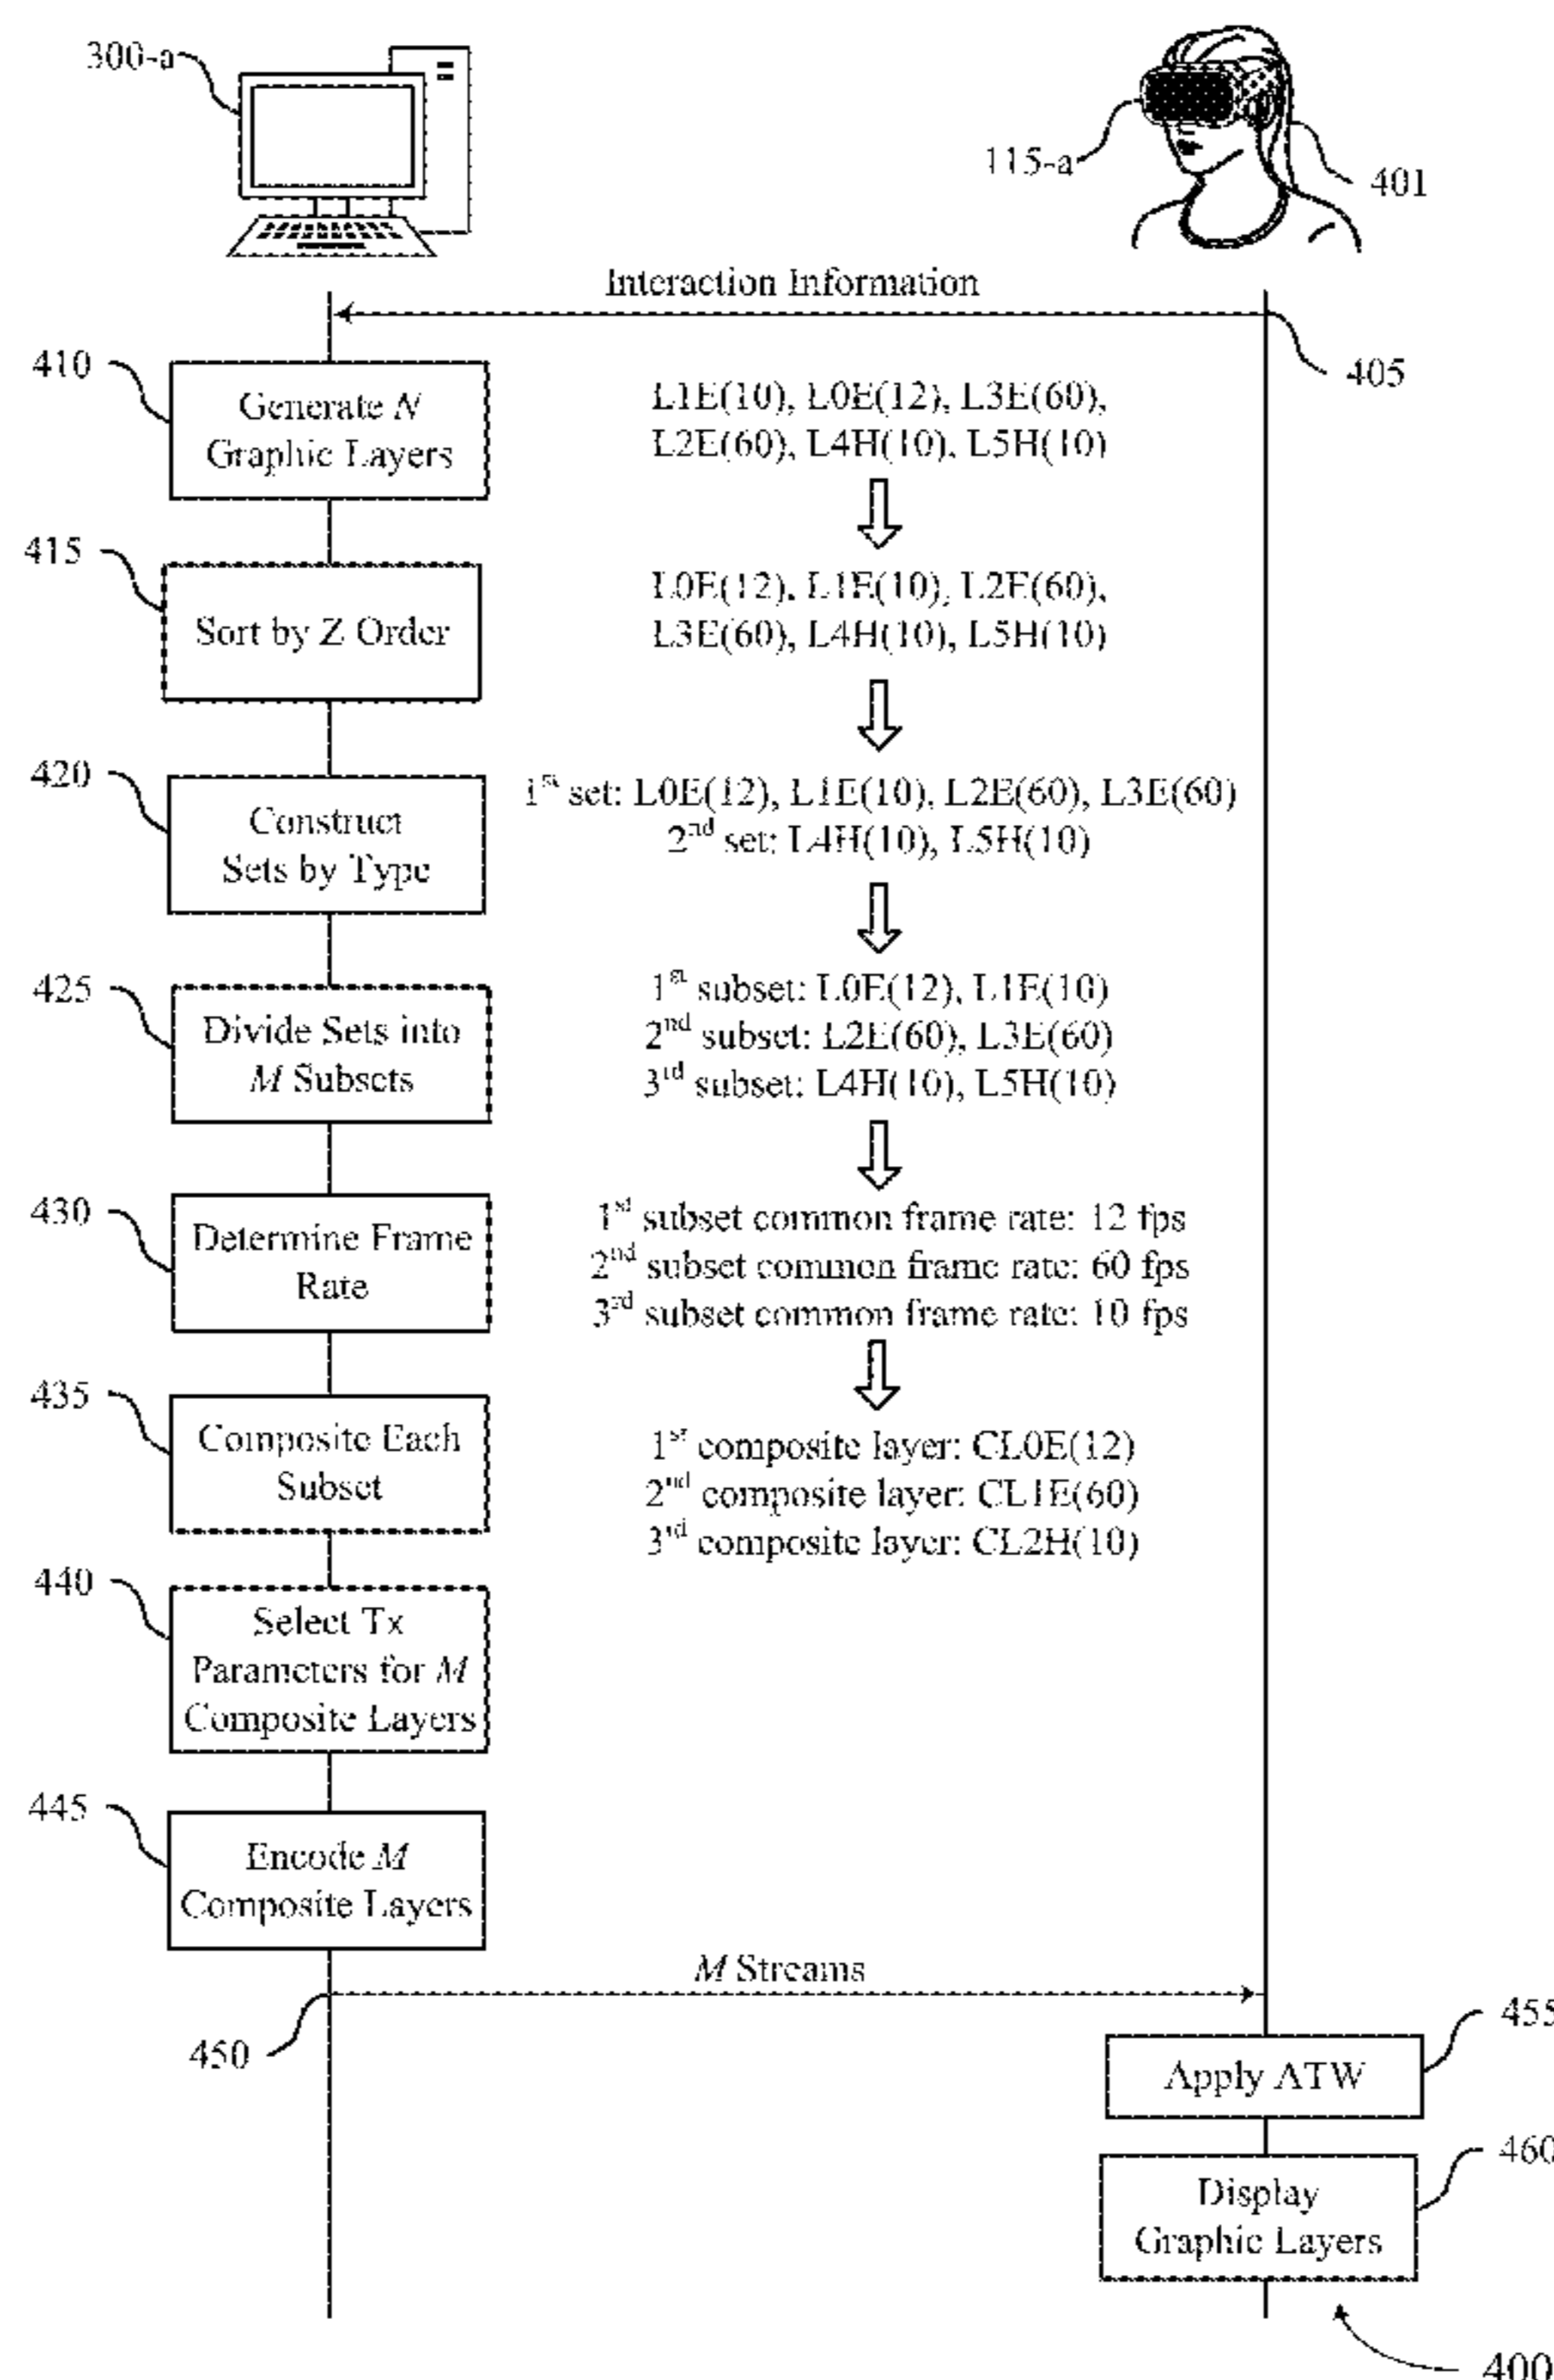 300-a
115-a
401
Interaction Information
405
410
Generate N
Graphic Layers
L1E(10), L0E(12), L3E(60),
L2E(60), L4H(10), L5H(10)
415
Sort by Z Order
L0E(12), L1E(10), L2E(60),
L3E(60), L4H(10), L5H(10)
420
Construct
Sets by Type
1st set: L0E(12), L1E(10), L2E(60), L3E(60)
2nd set: L4H(10), L5H(10)
425
Divide Sets into
M Subsets
1st subset: L0E(12), L1E(10)
2nd subset: L2E(60), L3E(60)
3rd subset: L4H(10), L5H(10)
430
Determine Frame
Rate
1st subset common frame rate: 12 fps
2nd subset common frame rate: 60 fps
3rd subset common frame rate: 10 fps
435
Composite Each
Subset
1st composite layer: CL0E(12)
2nd composite layer: CL1E(60)
3rd composite layer: CL2H(10)
440
Select Tx
Parameters for M
Composite Layers
445
Encode M
Composite Layers
M Streams
450
455
Apply ATW
460
Display
Graphic Layers
400